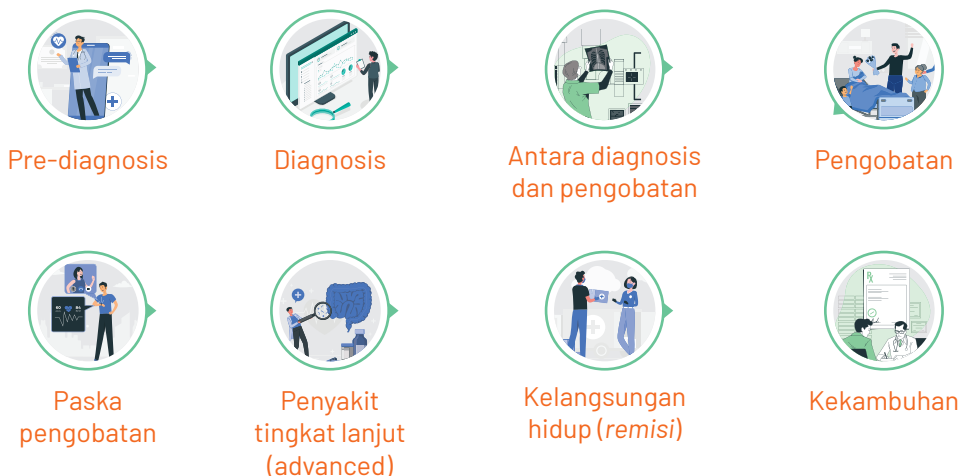 Pre-diagnosis
Diagnosis
Antara diagnosis
dan pengobatan
Pengobatan
Paska
pengobatan
Penyakit
tingkat lanjut
(advanced)
Kelangsungan
hidup (remisi)
Kekambuhan